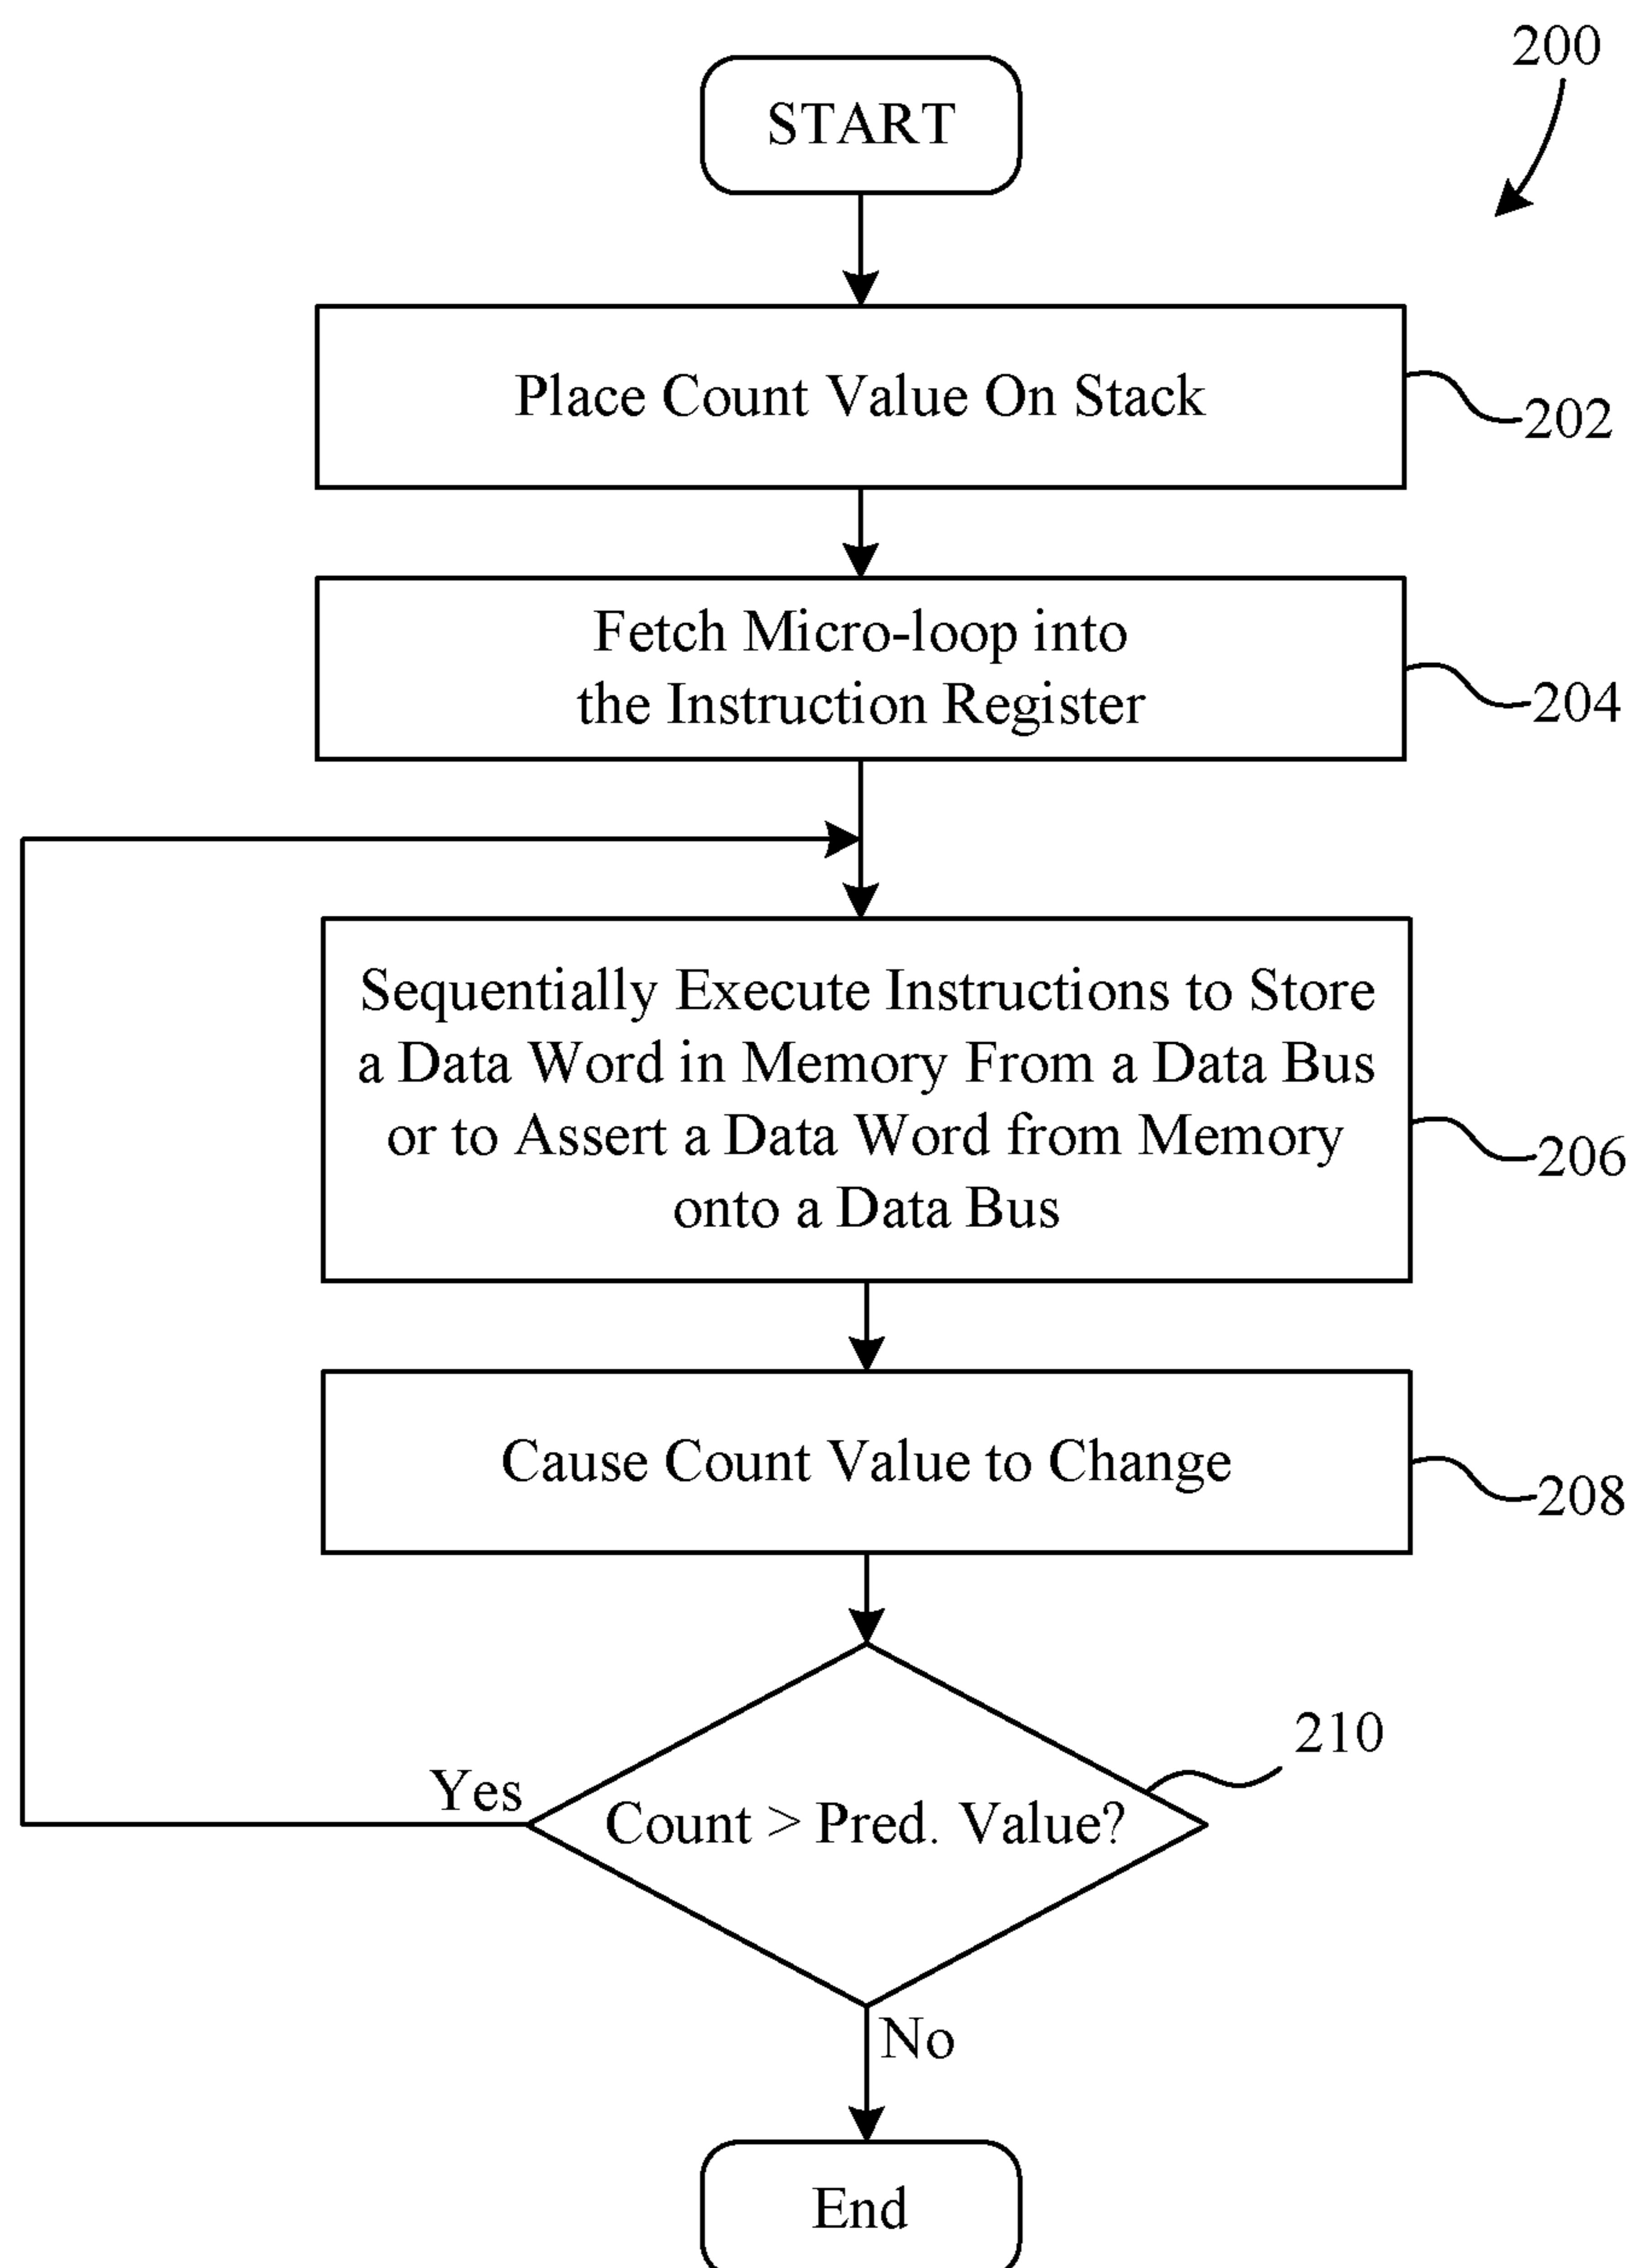 200
START
Place Count Value On Stack
202
Fetch Micro-loop into
the Instruction Register
204
Sequentially Execute Instructions to Store
a Data Word in Memory From a Data Bus
or to Assert a Data Word from Memory
onto a Data Bus
206
Cause Count Value to Change
208
210
Yes
Count > Pred. Value?
No
End